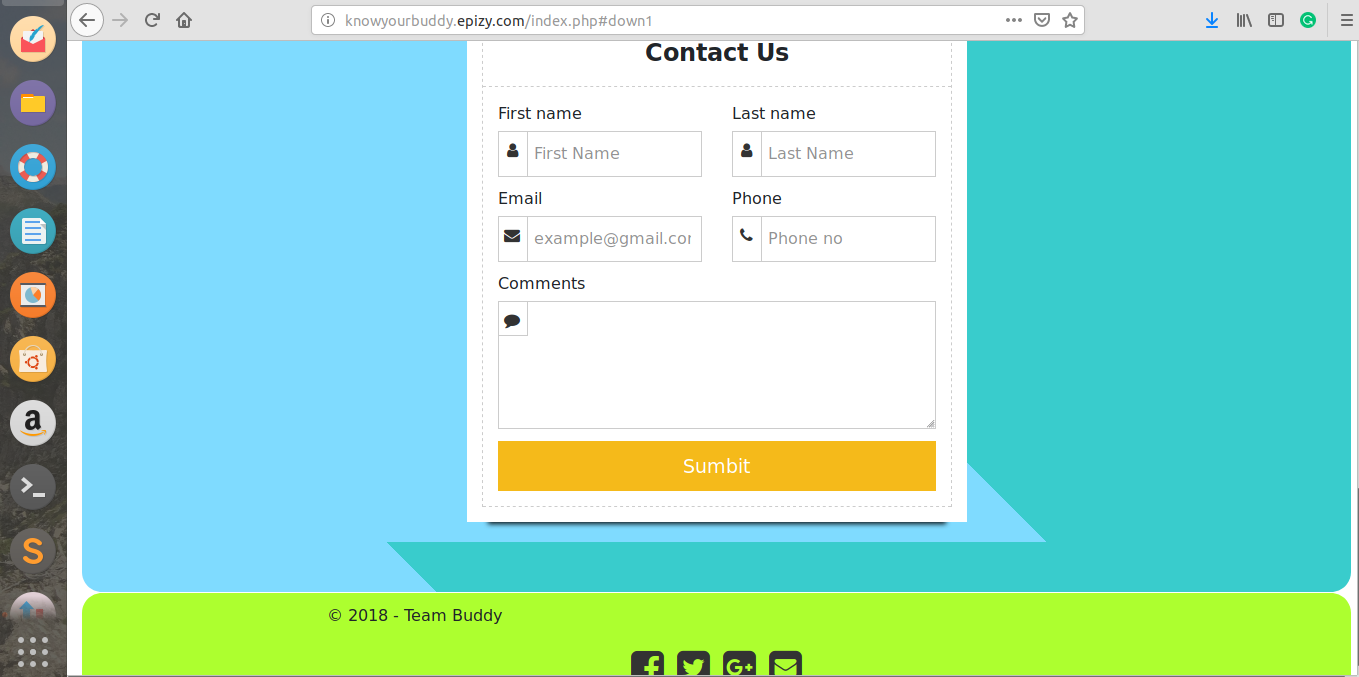 knowyourbuddy.epizy.com/index.php#down1
Contact Us
First name Last name
First Name Last Name
Email Phone
example@gmail.cor Phone no
Comments
Sumbit
© 2018 - Team Buddy